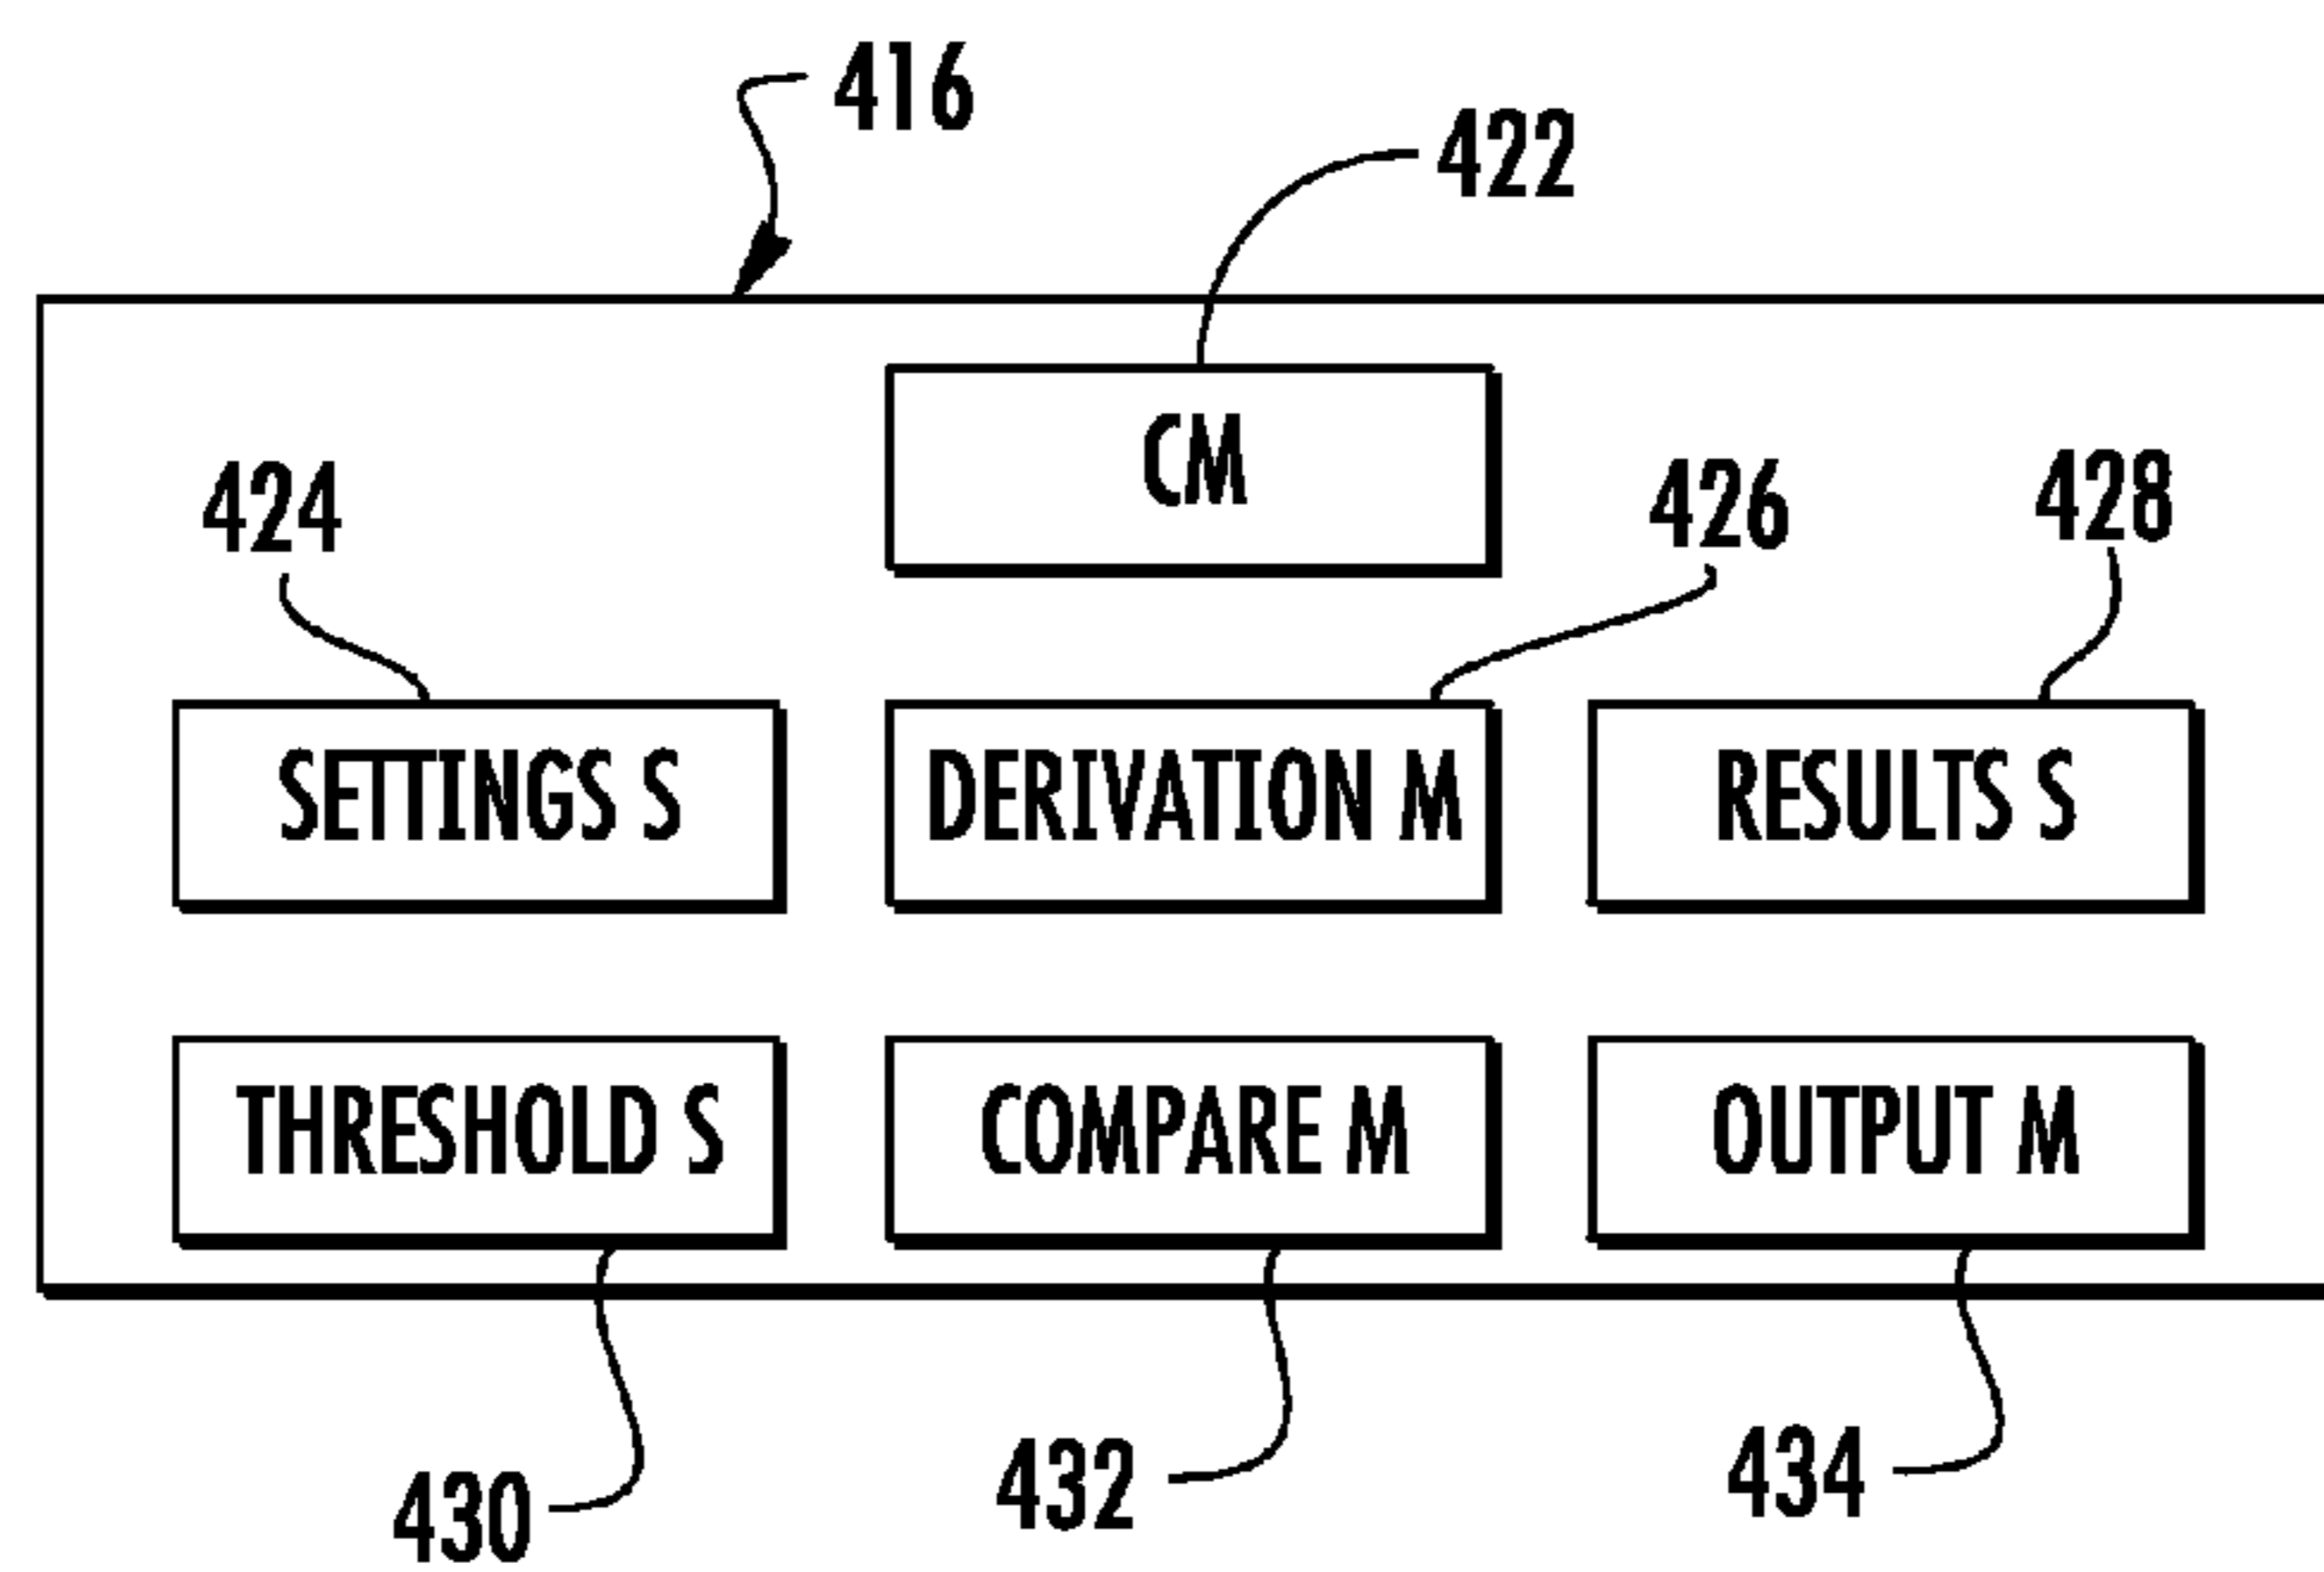 416
422
CM
424
426
428
SETTINGS S
DERIVATION M
RESULTS S
THRESHOLD S
COMPARE M
OUTPUT M
430
432
434